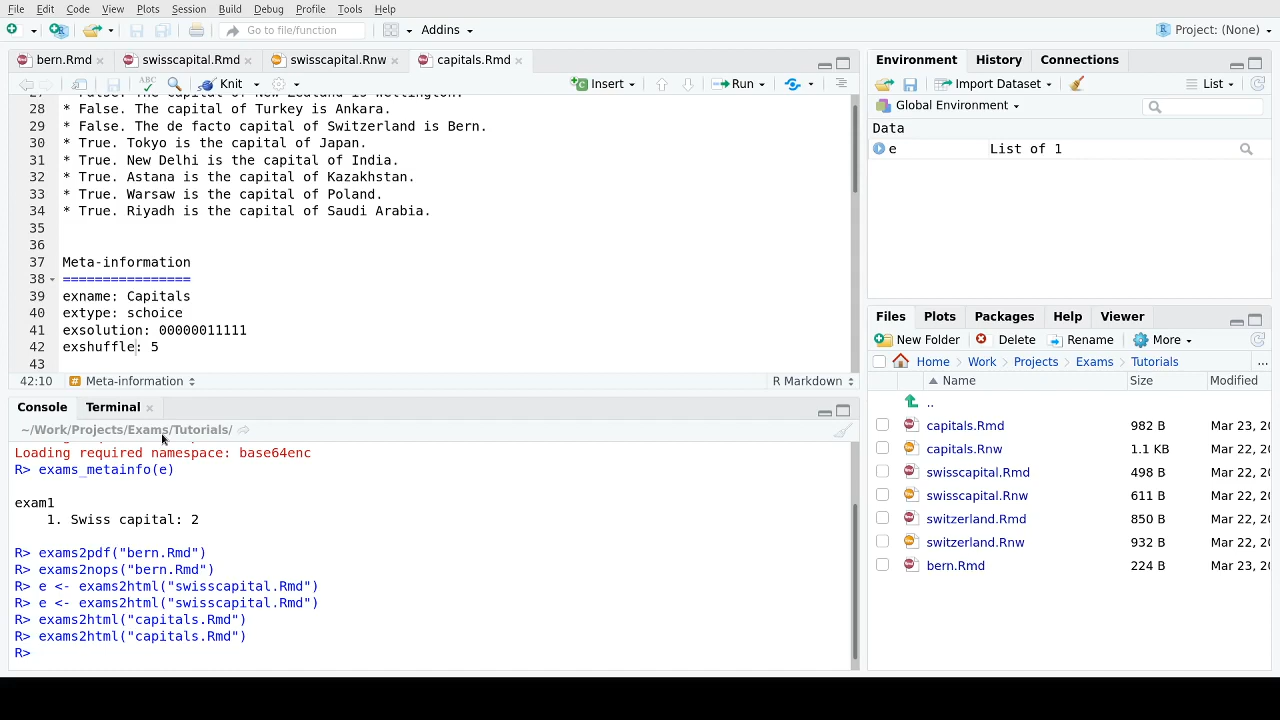 File Edit Code View Plots Session Build Debug Profile Tools Help
Go to file/function Addins Project: (None)
bern.Rmd swisscapital.Rmd swisscapital.Rnw capitals.Rmd
ABC Knit Insert Run
28 * False. The capital of Turkey is Ankara.
29 * False. The de facto capital of Switzerland is Bern.
30 * True. Tokyo is the capital of Japan.
31 * True. New Delhi is the capital of India.
32 * True. Astana is the capital of Kazakhstan.
33 * True. Warsaw is the capital of Poland.
34 * True. Riyadh is the capital of Saudi Arabia.
35
36
37 Meta-information
38 ================
39 exname: Capitals
40 extype: schoice
41 exsolution: 00000011111
42 exshuffle: 5
43
42:10 Meta-information R Markdown
Console Terminal
~/Work/Projects/Exams/Tutorials/
Loading required namespace: base64enc
R> exams_metainfo(e)
exam1
1. Swiss capital: 2
R> exams2pdf("bern.Rmd")
R> exams2nops("bern.Rmd")
R> e <- exams2html("swisscapital.Rmd")
R> e <- exams2html("swisscapital.Rmd")
R> exams2html("capitals.Rmd")
R> exams2html("capitals.Rmd")
R>
Environment History Connections
Import Dataset List
Global Environment
Data
e List of 1
Files Plots Packages Help Viewer
New Folder Delete Rename More
Home Work Projects Exams Tutorials ...
Name Size Modified
..
capitals.Rmd 982 B Mar 23, 20
capitals.Rnw 1.1 KB Mar 22, 20
swisscapital.Rmd 498 B Mar 22, 20
swisscapital.Rnw 611 B Mar 22, 20
switzerland.Rmd 850 B Mar 22, 20
switzerland.Rnw 932 B Mar 22, 20
bern.Rmd 224 B Mar 23, 20